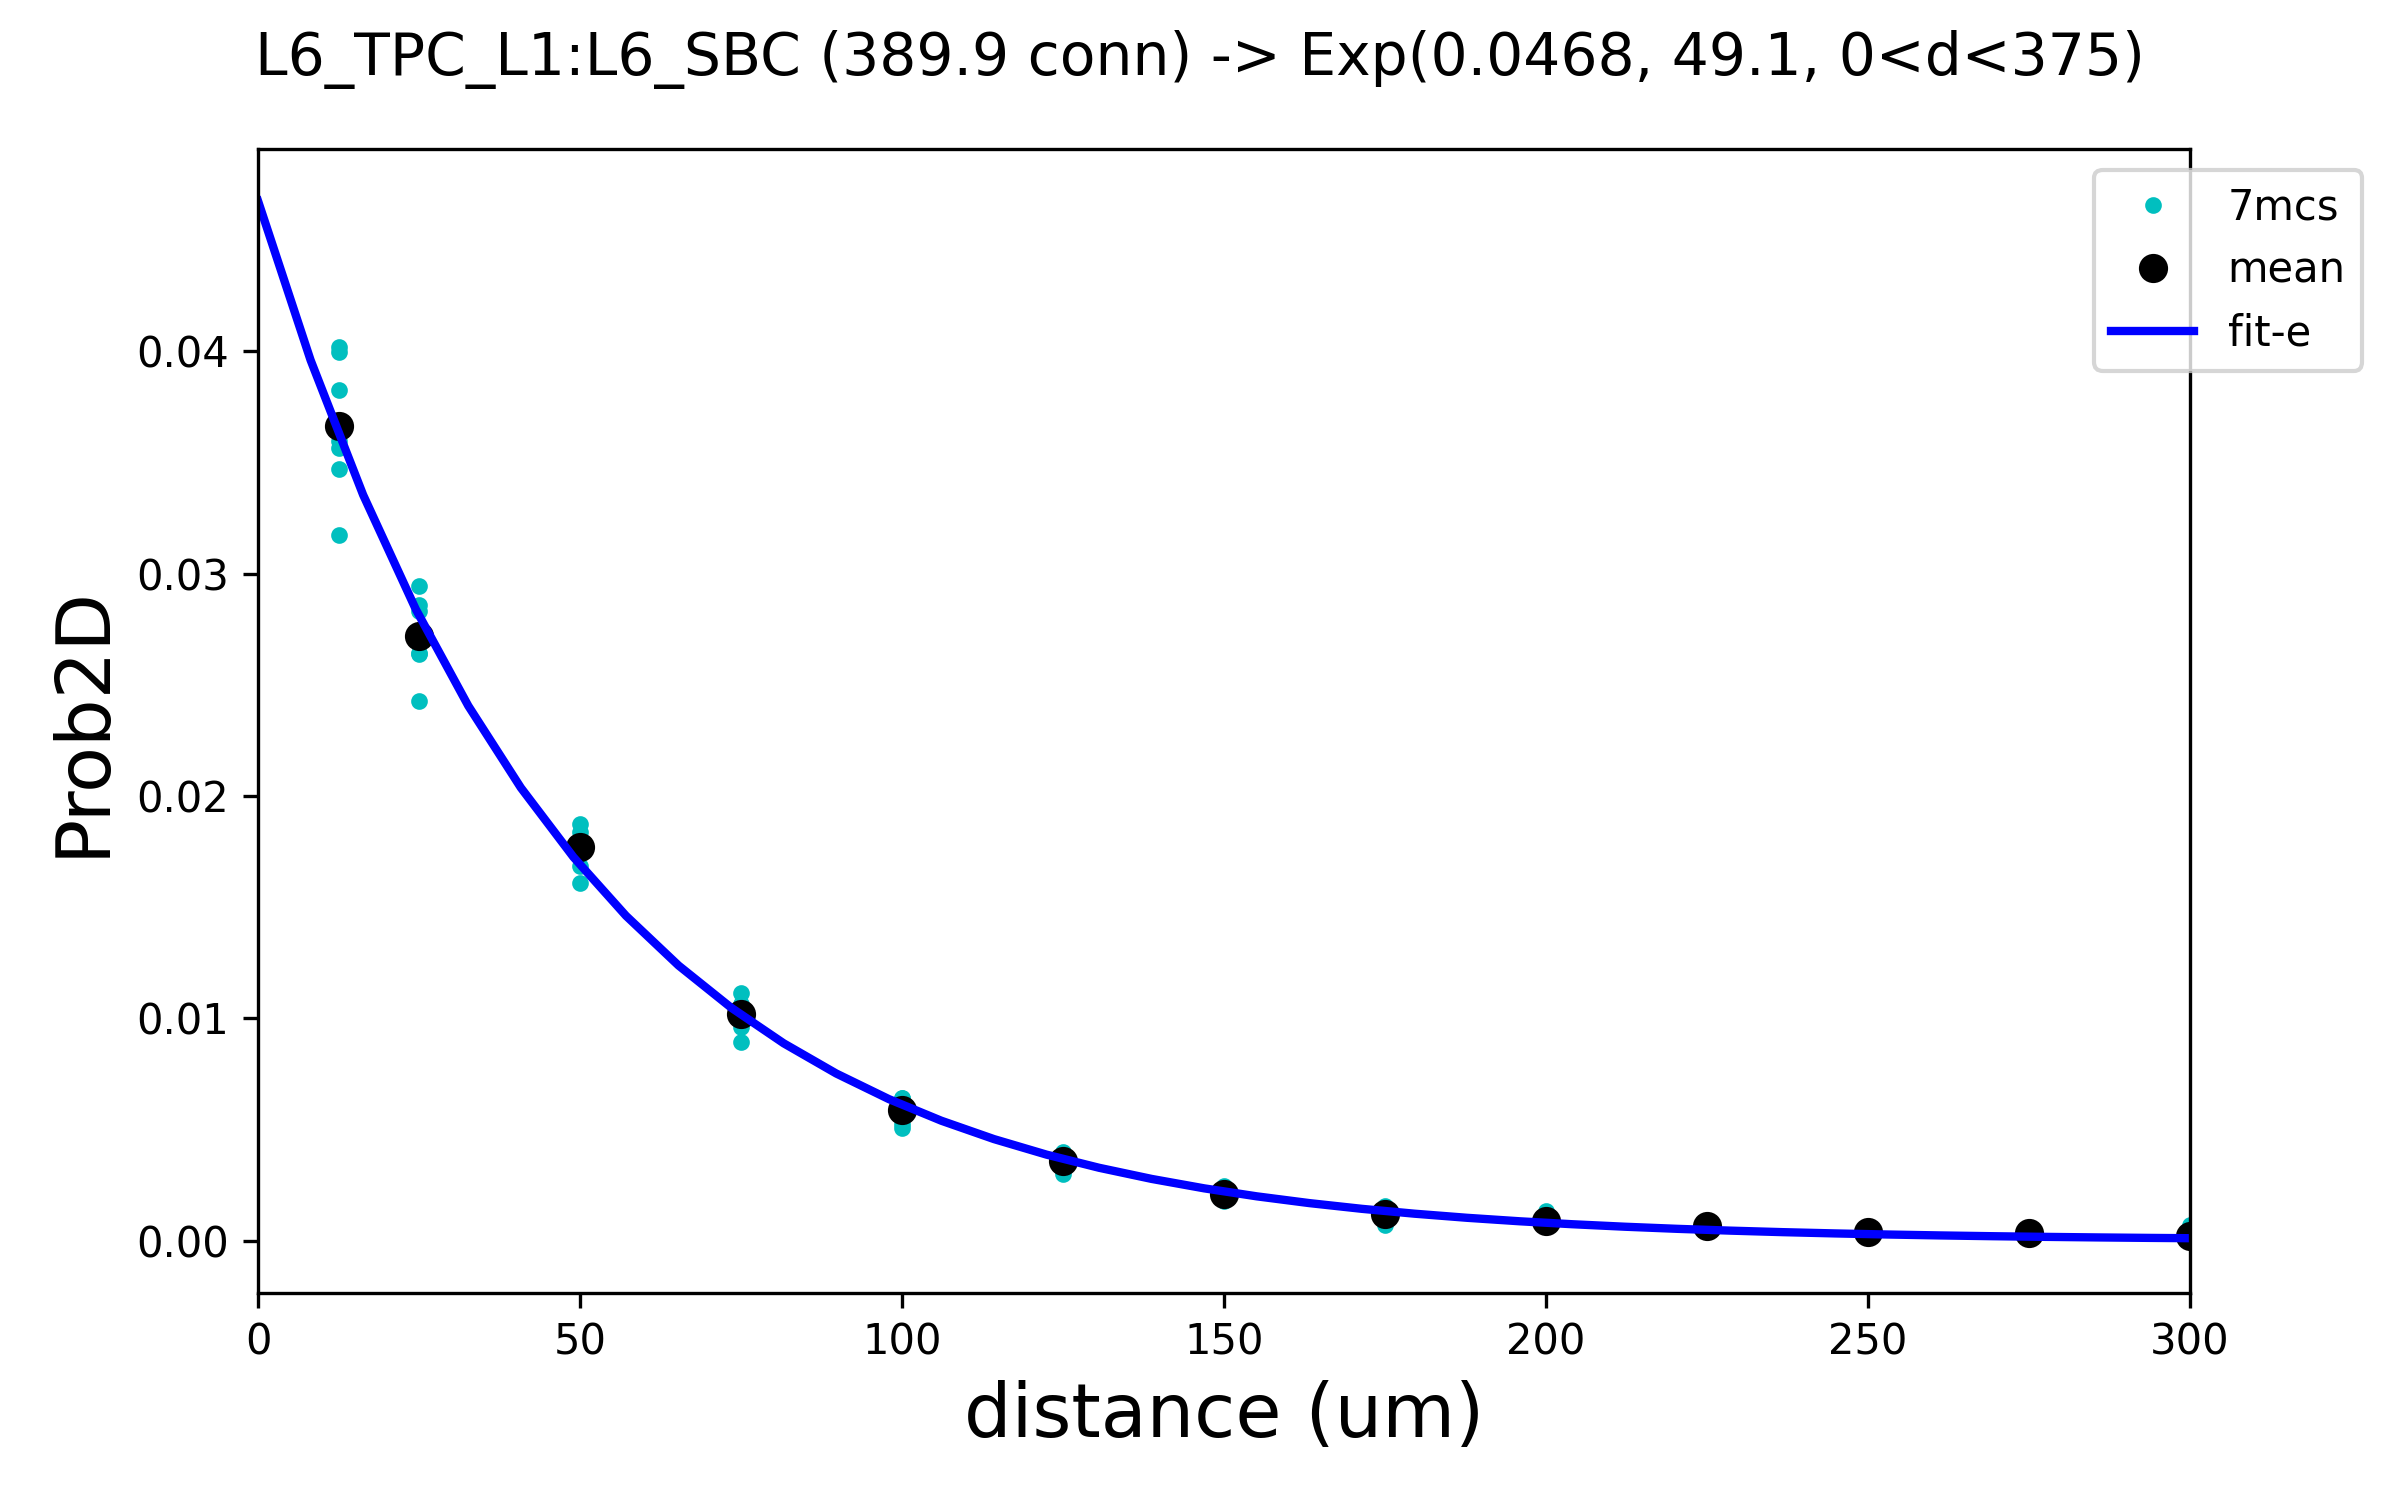 L6_TPC_L1:L6_SBC (389.9 conn) -> Exp(0.0468, 49.1, 0<d<375)
7mcs
mean
fit-e
0.04
0.03
0.02
0.01
0.00
Prob2D
0 50 100 150 200 250 300
distance (um)